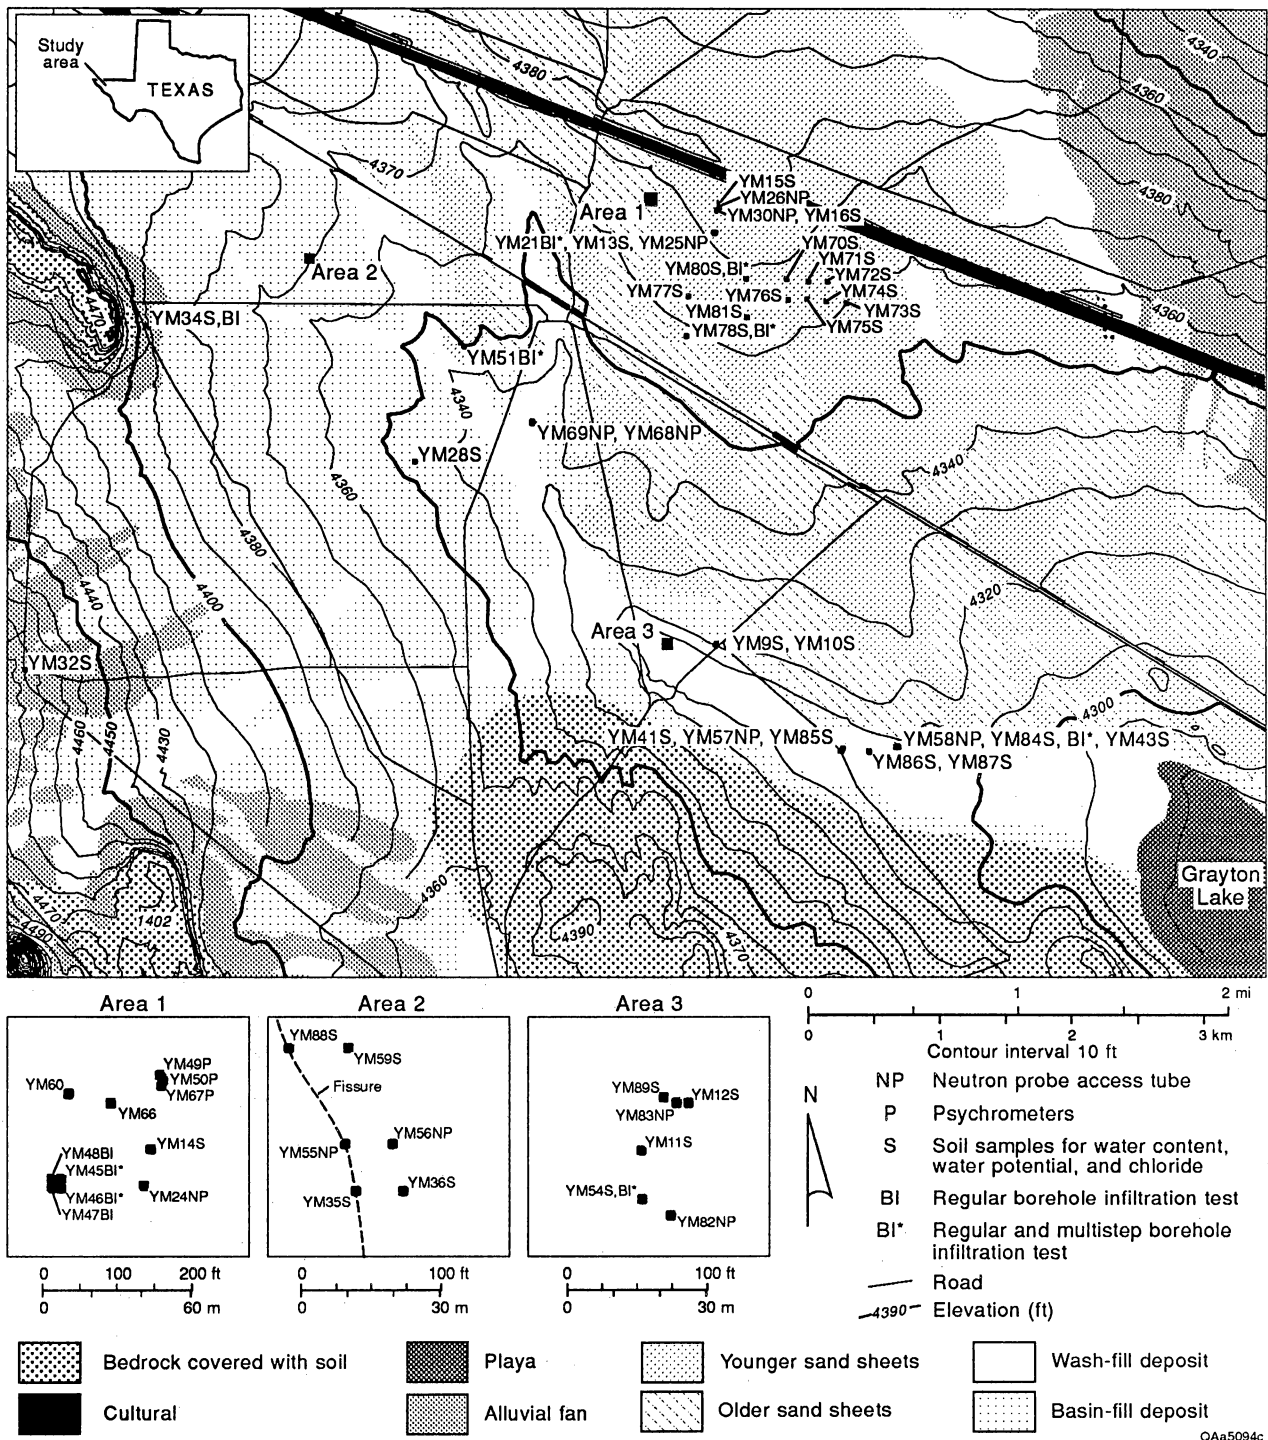 Study
area
TEXAS
4380
4340
4360
4370
4380
YM15S
YM26NP
Area 1
YM30NP, YM16S
YM21BI*, YM13S, YM25NP
YM70S
YM71S
Area 2
YM80S,BI*
YM72S
4470
YM77S
YM76S
YM74S
YM34S,BI
YM81S
YM73S
4360
YM78S,BI*
YM75S
YM51BI*
4340
YM69NP, YM68NP
YM28S
4340
4360
4380
4440
4400
4320
Area 3
YM9S, YM10S
YM32S
4300
4460
4450
4430
YM41S, YM57NP, YM85S
YM58NP, YM84S, BI*, YM43S
YM86S, YM87S
Grayton
Lake
4360
4470
1402
4490
4390
4370
Area 1
YM49P
YM50P
YM67P
YM60
YM66
YM14S
YM48BI
YM45BI*
YM46BI*
YM24NP
YM47BI
0 100 200 ft
0 60 m
Area 2
YM88S
YM59S
Fissure
YM56NP
YM55NP
YM36S
YM35S
0 100 ft
0 30 m
Area 3
YM89S
YM12S
YM83NP
YM11S
YM54S,BI*
YM82NP
0 100 ft
0 30 m
0 1 2 mi
0 1 2 3 km
Contour interval 10 ft
N
NP Neutron probe access tube
P Psychrometers
S Soil samples for water content,
water potential, and chloride
BI Regular borehole infiltration test
BI* Regular and multistep borehole
infiltration test
Road
4390 Elevation (ft)
Bedrock covered with soil
Playa
Younger sand sheets
Wash-fill deposit
Cultural
Alluvial fan
Older sand sheets
Basin-fill deposit
QAa5094c